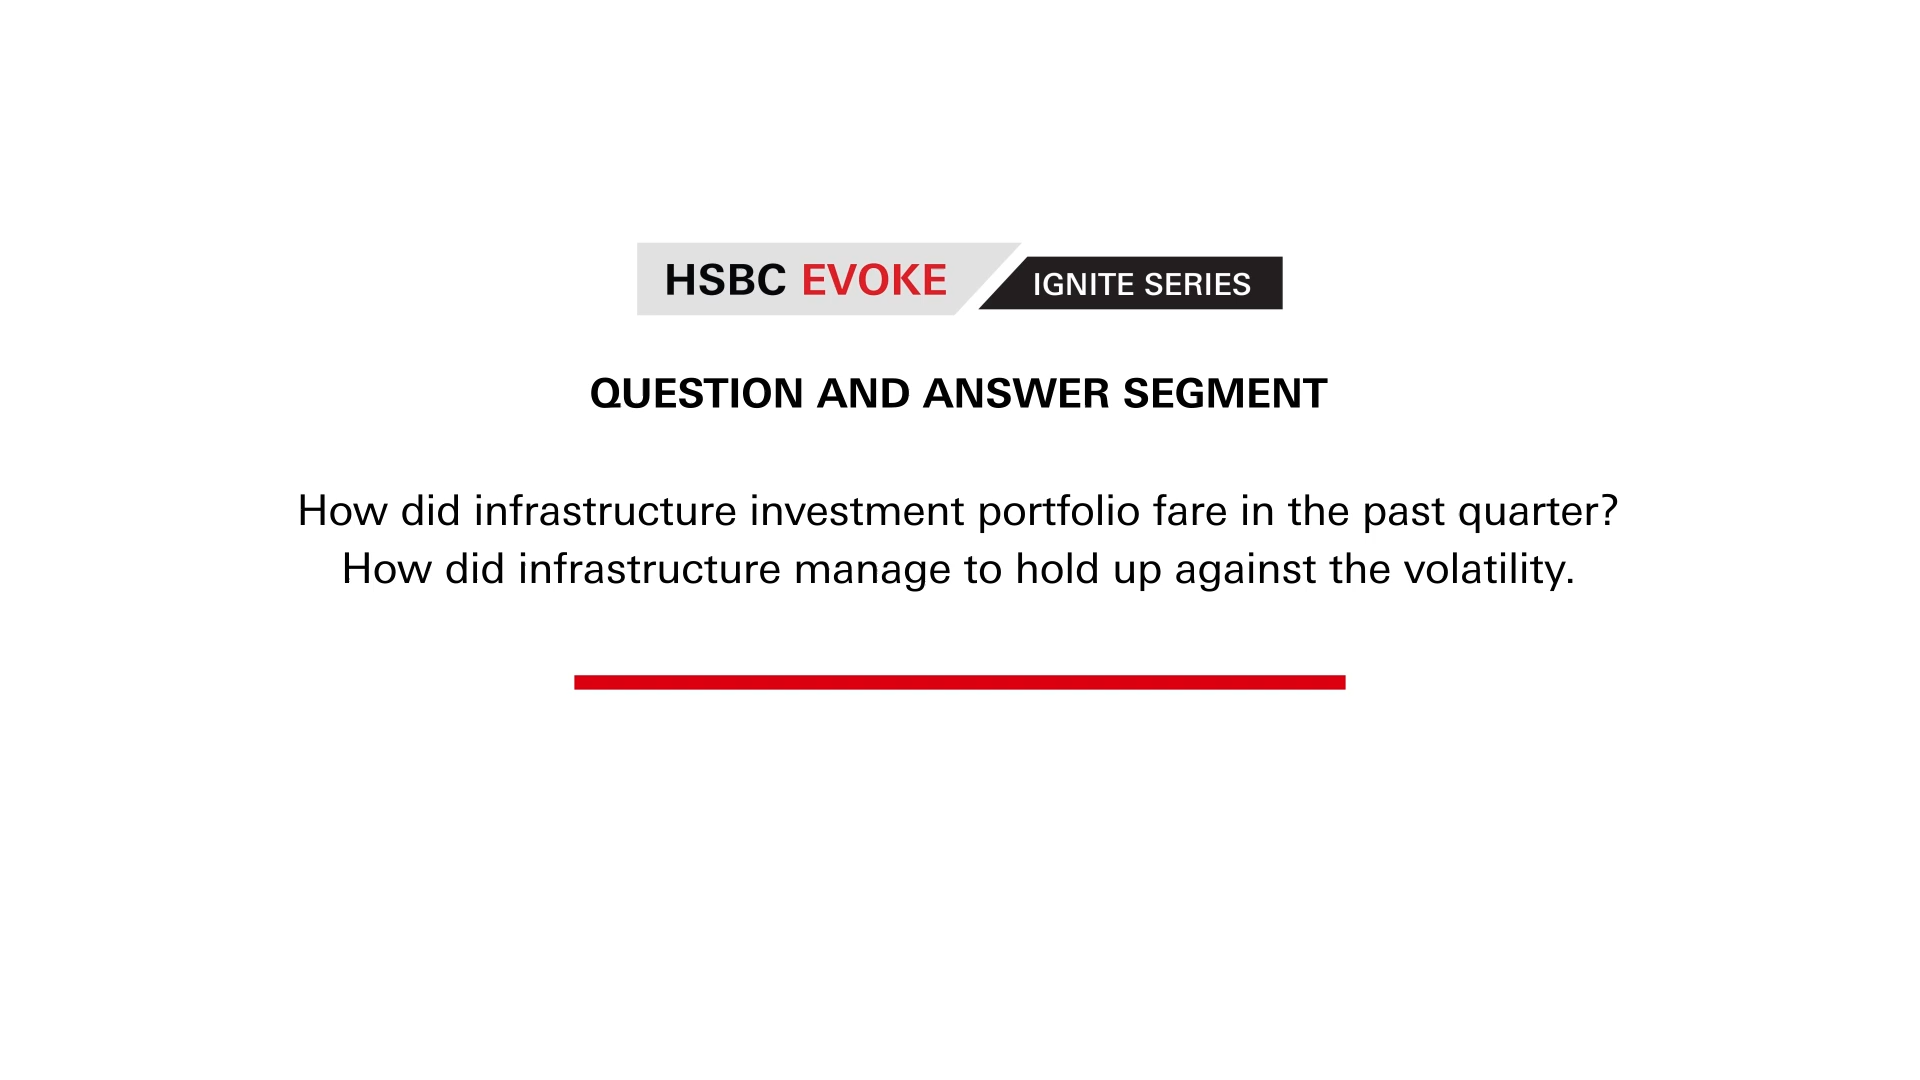 HSBC EVOKE IGNITE SERIES
QUESTION AND ANSWER SEGMENT
How did infrastructure investment portfolio fare in the past quarter?
How did infrastructure manage to hold up against the volatility.